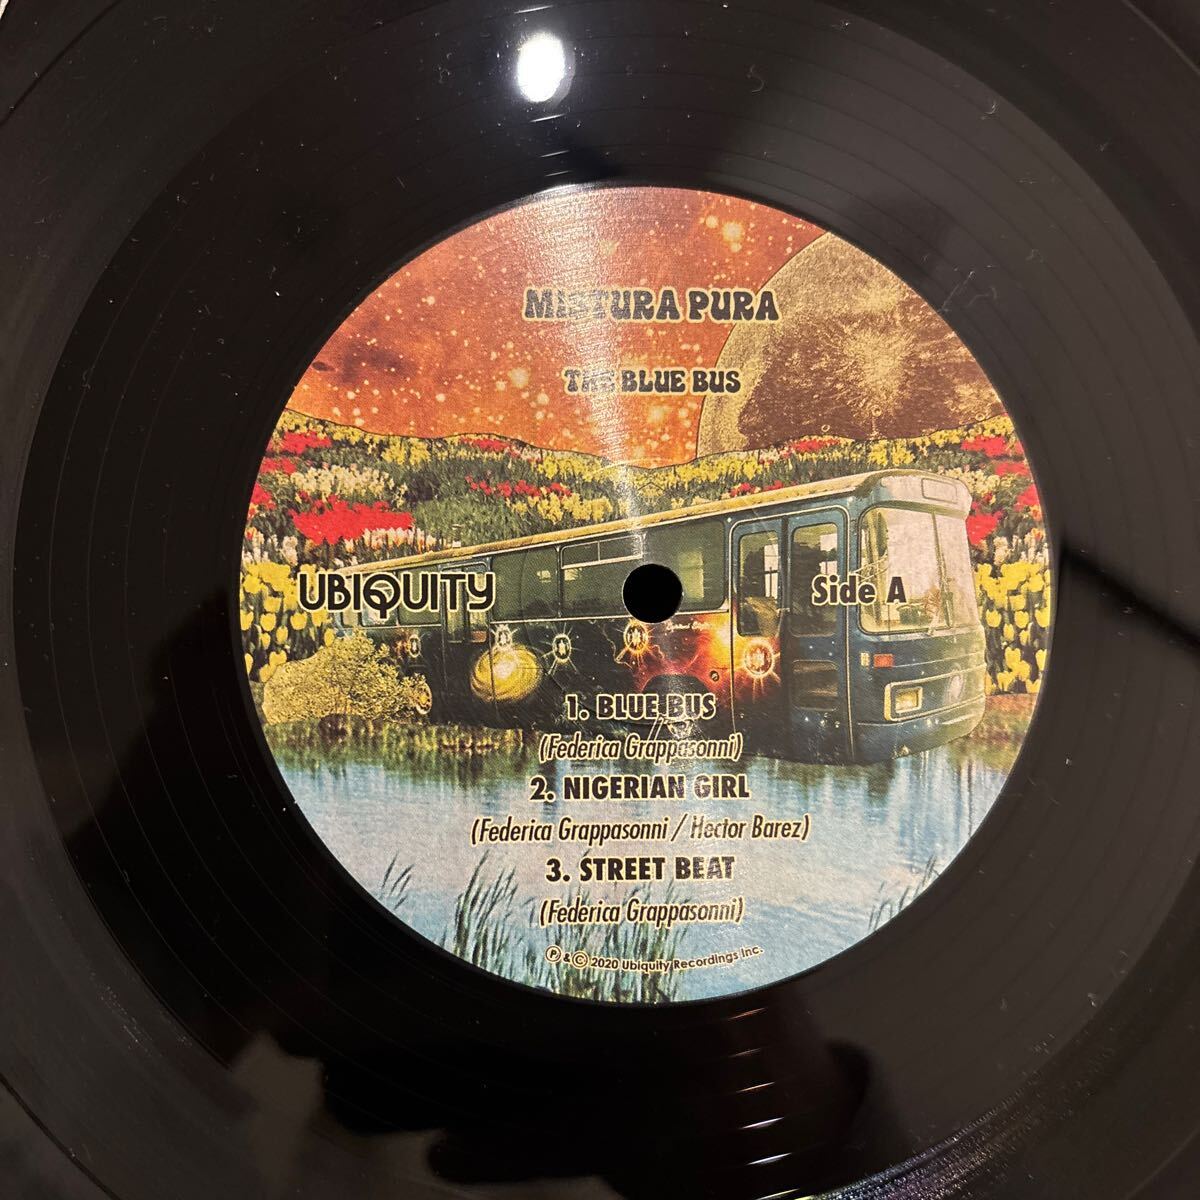 MISTURA PURA
THE BLUE BUS
UBIQUITY
Side A
1. BLUE BUS
(Federica Grappasonni)
2. NIGERIAN GIRL
(Federica Grappasonni / Hector Barez)
3. STREET BEAT
(Federica Grappasonni)
Ⓟ & © 2020 Ubiquity Recordings Inc.